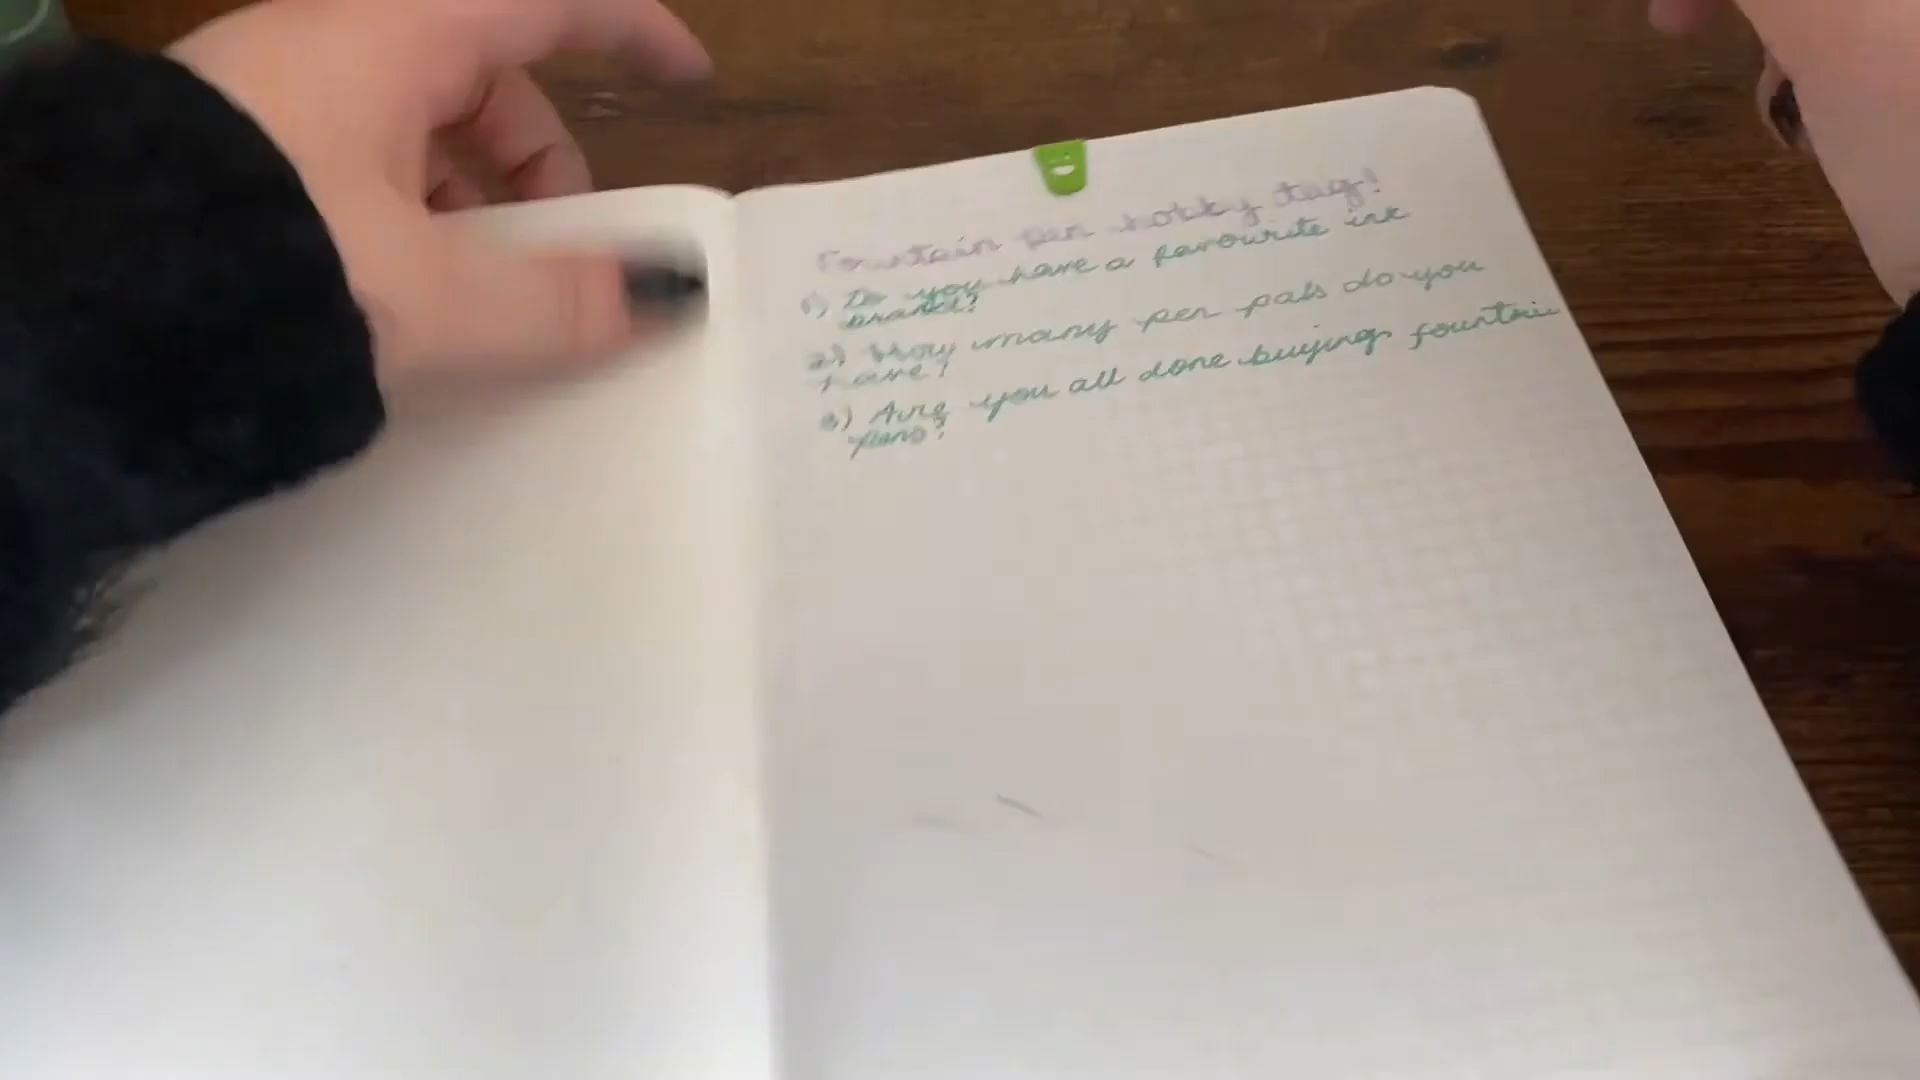 Fountain pen hobby tag!
1) Do you have a favourite ink
brand?
2) How many pen pals do you
have?
3) Are you all done buying fountain
pens?